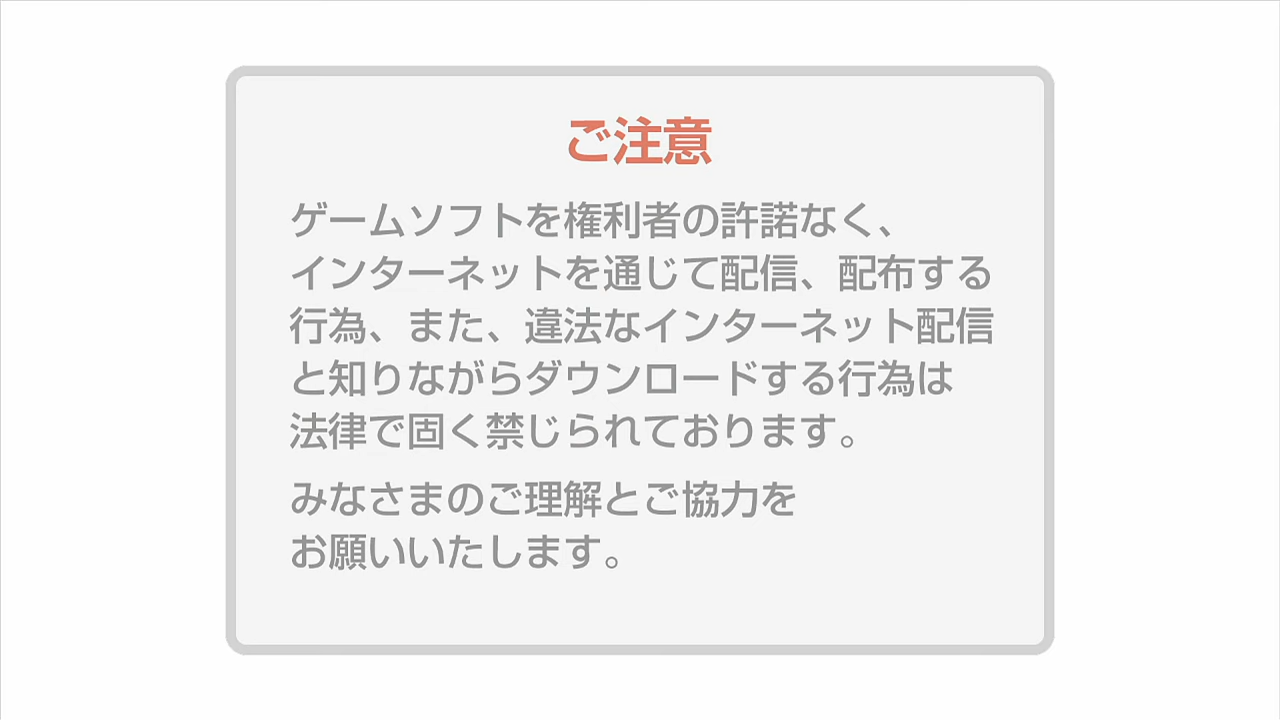 ご注意
ゲームソフトを権利者の許諾なく、
インターネットを通じて配信、配布する
行為、また、違法なインターネット配信
と知りながらダウンロードする行為は
法律で固く禁じられております。
みなさまのご理解とご協力を
お願いいたします。